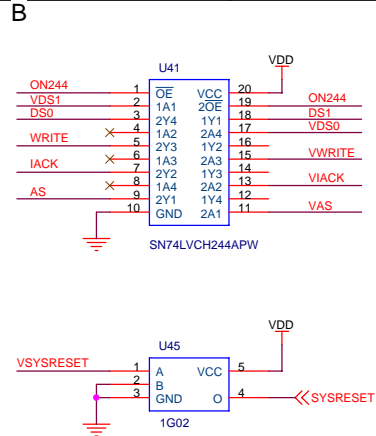 B
U41
VDD
ON244 1 OE VCC 20
VDS1 2 1A1 2OE 19 ON244
DS0 3 2Y4 1Y1 18 DS1
4 1A2 2A4 17 VDS0
WRITE 5 2Y3 1Y2 16
6 1A3 2A3 15 VWRITE
IACK 7 2Y2 1Y3 14
8 1A4 2A2 13 VIACK
AS 9 2Y1 1Y4 12
10 GND 2A1 11 VAS
SN74LVCH244APW
VDD
U45
VSYSRESET 1 A VCC 5
2 B
3 GND O 4 SYSRESET
1G02